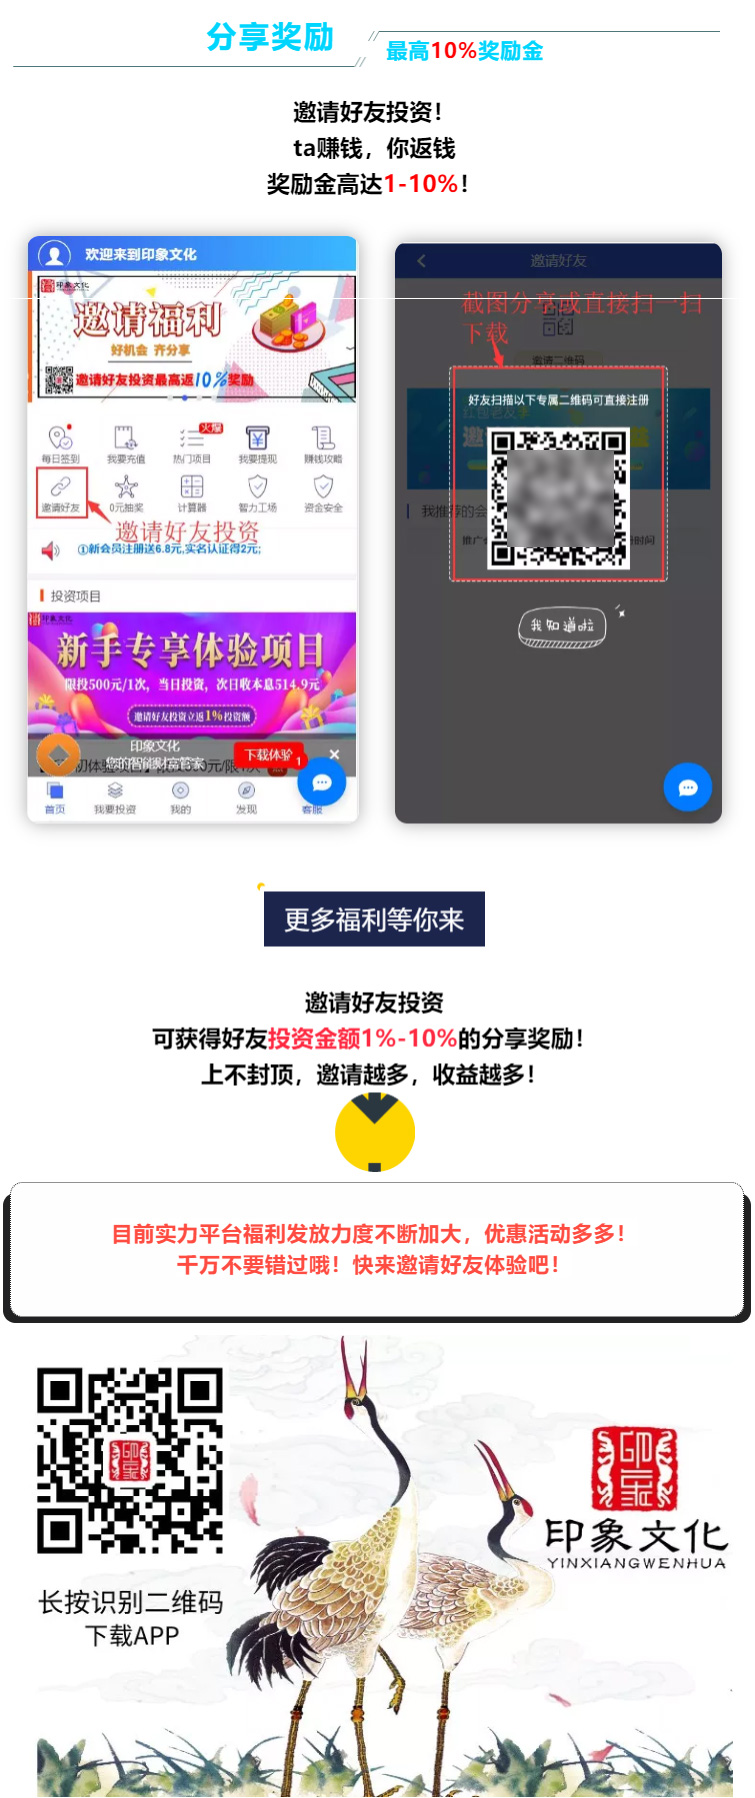 分享奖励
最高10%奖励金
邀请好友投资！
ta赚钱，你返钱
奖励金高达1-10%！
欢迎来到印象文化
印象文化
邀请福利
好机会 齐分享
邀请好友投资最高返10%奖励
每日签到
我要充值
火爆
热门项目
我要提现
赚钱攻略
邀请好友
0元抽奖
计算器
智力工场
资金安全
邀请好友投资
①新会员注册送6.8元,实名认证得2元;
投资项目
印象文化
新手专享体验项目
限投500元/1次，当日投资，次日收本息514.9元
邀请好友投资立返1%投资额
印象文化
您的智能财富管家
下载体验
1
首页
我要投资
我的
发现
客服
邀请好友
截图分享或直接扫一扫
下载
邀请二维码
好友扫描以下专属二维码可直接注册
我推荐的会
时间
我知道啦
更多福利等你来
邀请好友投资
可获得好友投资金额1%-10%的分享奖励！
上不封顶，邀请越多，收益越多！
目前实力平台福利发放力度不断加大，优惠活动多多！
千万不要错过哦！快来邀请好友体验吧！
印象
长按识别二维码
下载APP
印象
印象文化
YINXIANGWENHUA